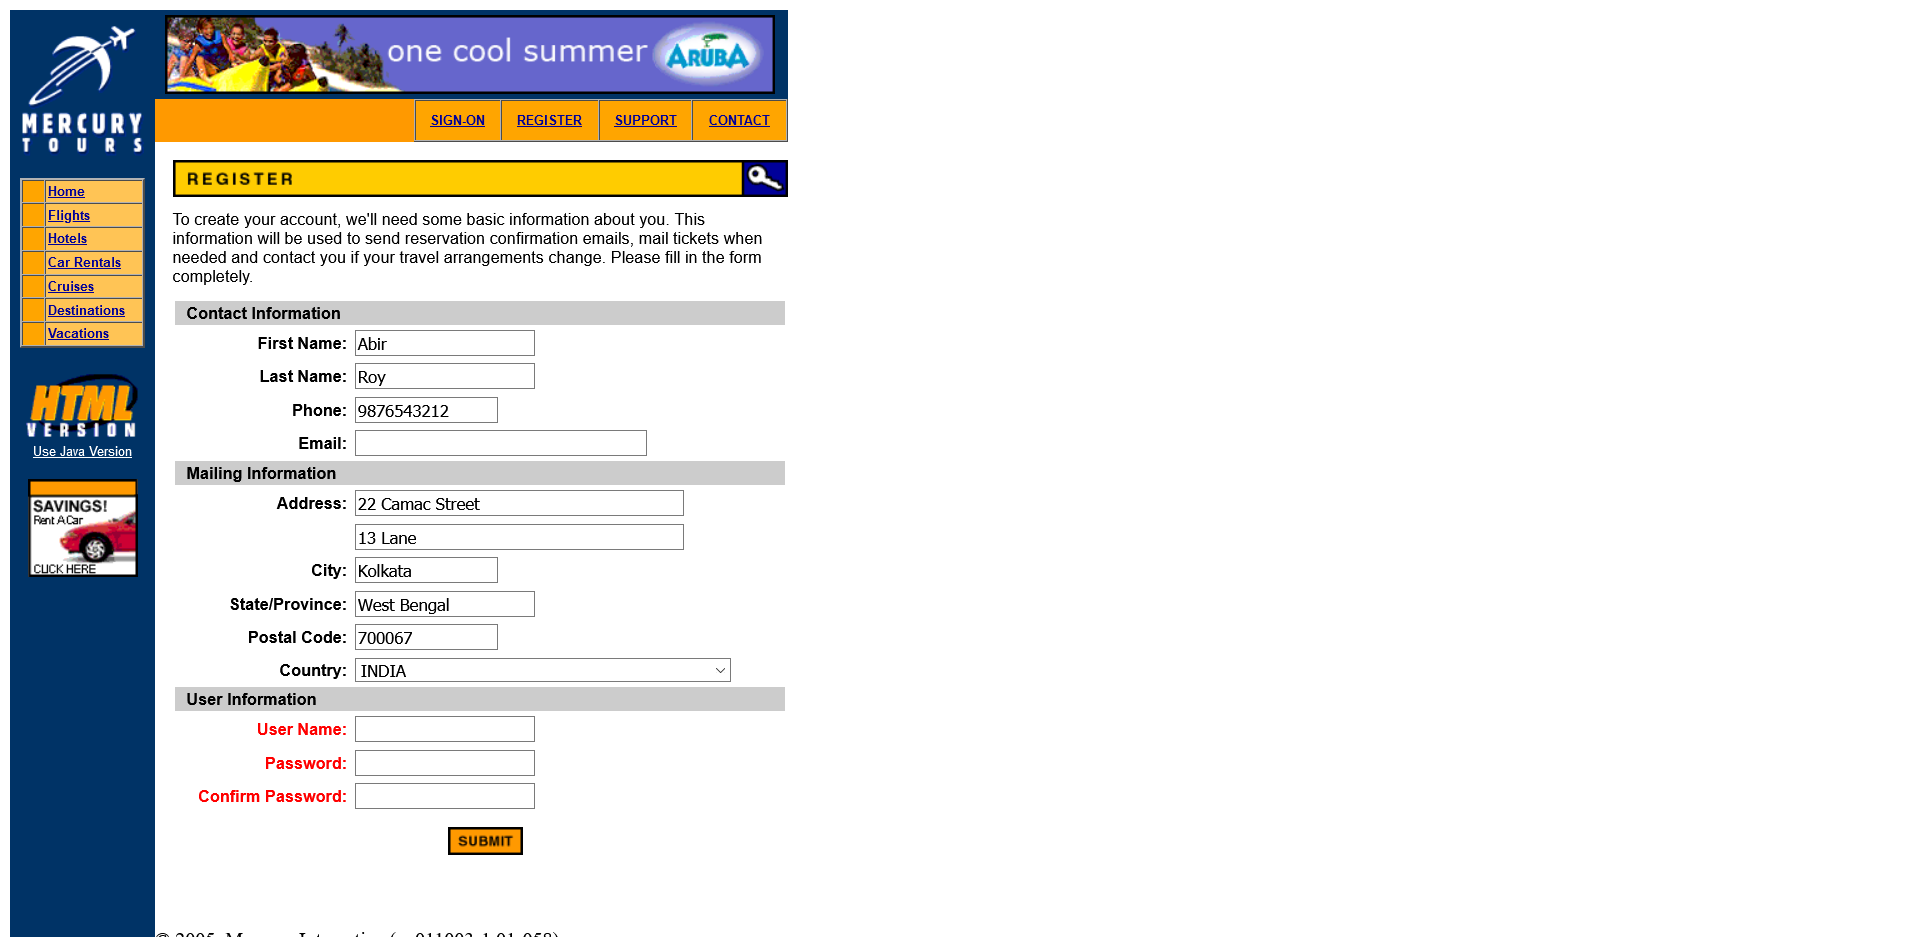 one cool summer
ARUBA
MERCURY
TOURS
SIGN-ON REGISTER SUPPORT CONTACT
REGISTER
Home
Flights
Hotels
Car Rentals
Cruises
Destinations
Vacations
HTML
VERSION
Use Java Version
SAVINGS!
Rent A Car
CLICK HERE
To create your account, we'll need some basic information about you. This
information will be used to send reservation confirmation emails, mail tickets when
needed and contact you if your travel arrangements change. Please fill in the form
completely.
Contact Information
First Name: Abir
Last Name: Roy
Phone: 9876543212
Email:
Mailing Information
Address: 22 Camac Street
13 Lane
City: Kolkata
State/Province: West Bengal
Postal Code: 700067
Country: INDIA
User Information
User Name:
Password:
Confirm Password:
SUBMIT